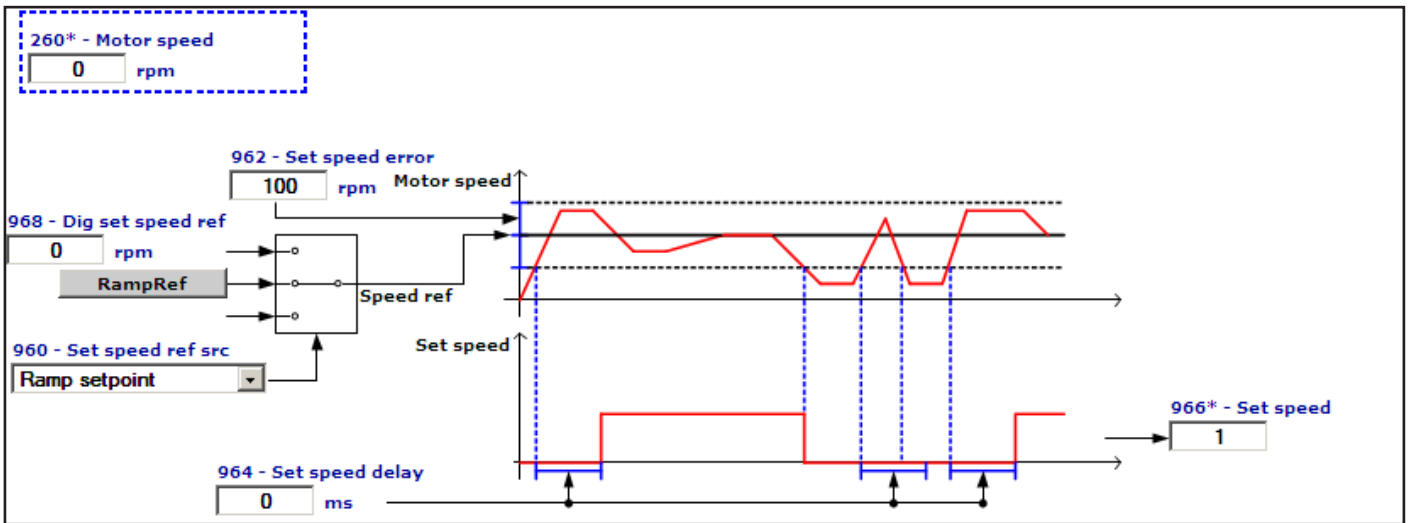 260* - Motor speed
0 rpm
962 - Set speed error
100 rpm
Motor speed
968 - Dig set speed ref
0 rpm
RampRef
Speed ref
960 - Set speed ref src
Ramp setpoint
Set speed
966* - Set speed
1
964 - Set speed delay
0 ms